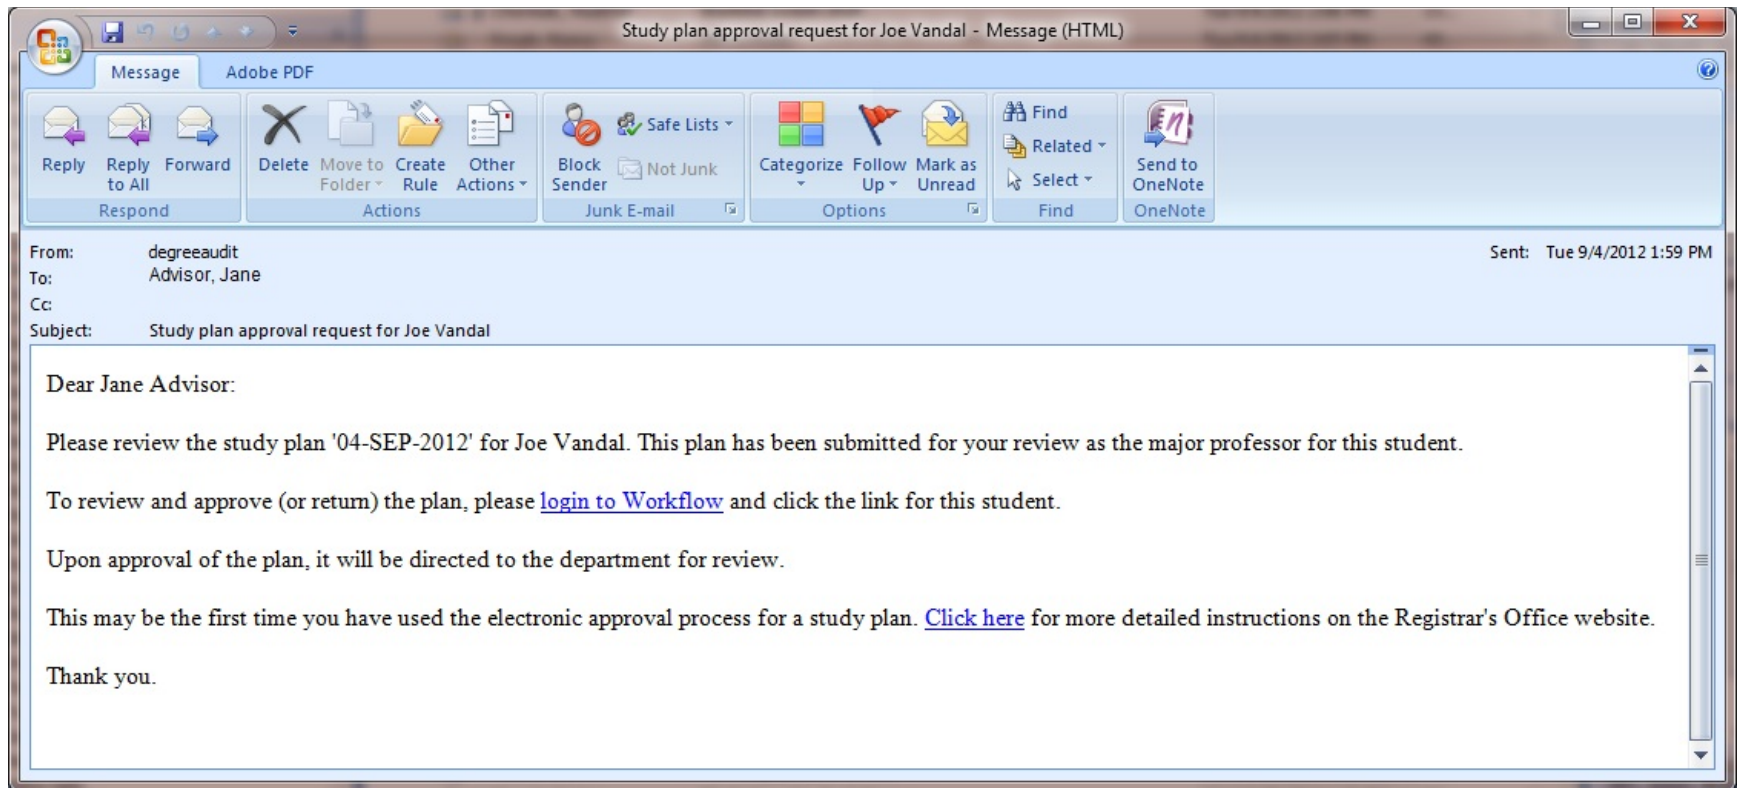 Study plan approval request for Joe Vandal - Message (HTML)
Message Adobe PDF
Reply Reply to All Forward
Respond
Delete Move to Folder Create Rule Other Actions
Actions
Block Sender Safe Lists Not Junk
Junk E-mail
Categorize Follow Up Mark as Unread
Options
Find Related Select
Find
Send to OneNote
OneNote
From: degreeaudit Sent: Tue 9/4/2012 1:59 PM
To: Advisor, Jane
Cc:
Subject: Study plan approval request for Joe Vandal
Dear Jane Advisor:
Please review the study plan '04-SEP-2012' for Joe Vandal. This plan has been submitted for your review as the major professor for this student.
To review and approve (or return) the plan, please login to Workflow and click the link for this student.
Upon approval of the plan, it will be directed to the department for review.
This may be the first time you have used the electronic approval process for a study plan. Click here for more detailed instructions on the Registrar's Office website.
Thank you.